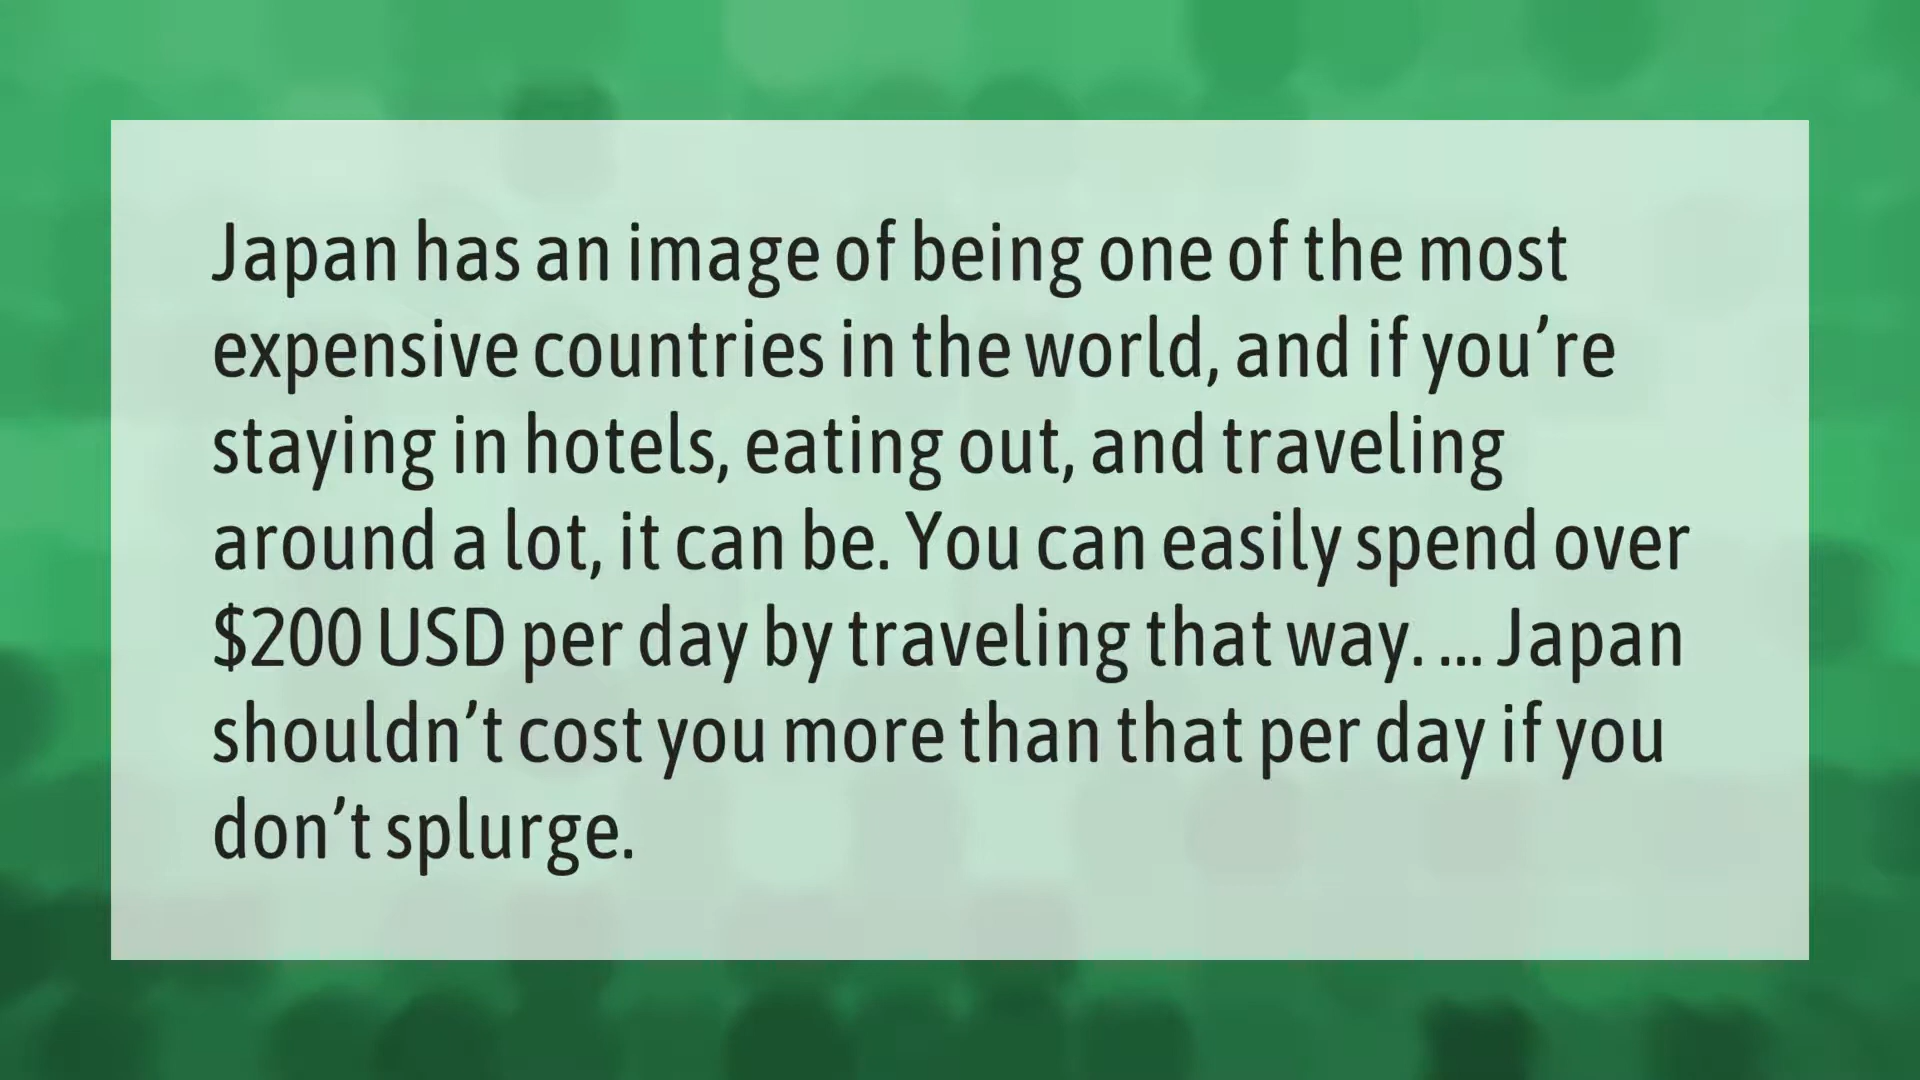 Japan has an image of being one of the most
expensive countries in the world, and if you’re
staying in hotels, eating out, and traveling
around a lot, it can be. You can easily spend over
$200 USD per day by traveling that way. ... Japan
shouldn’t cost you more than that per day if you
don’t splurge.